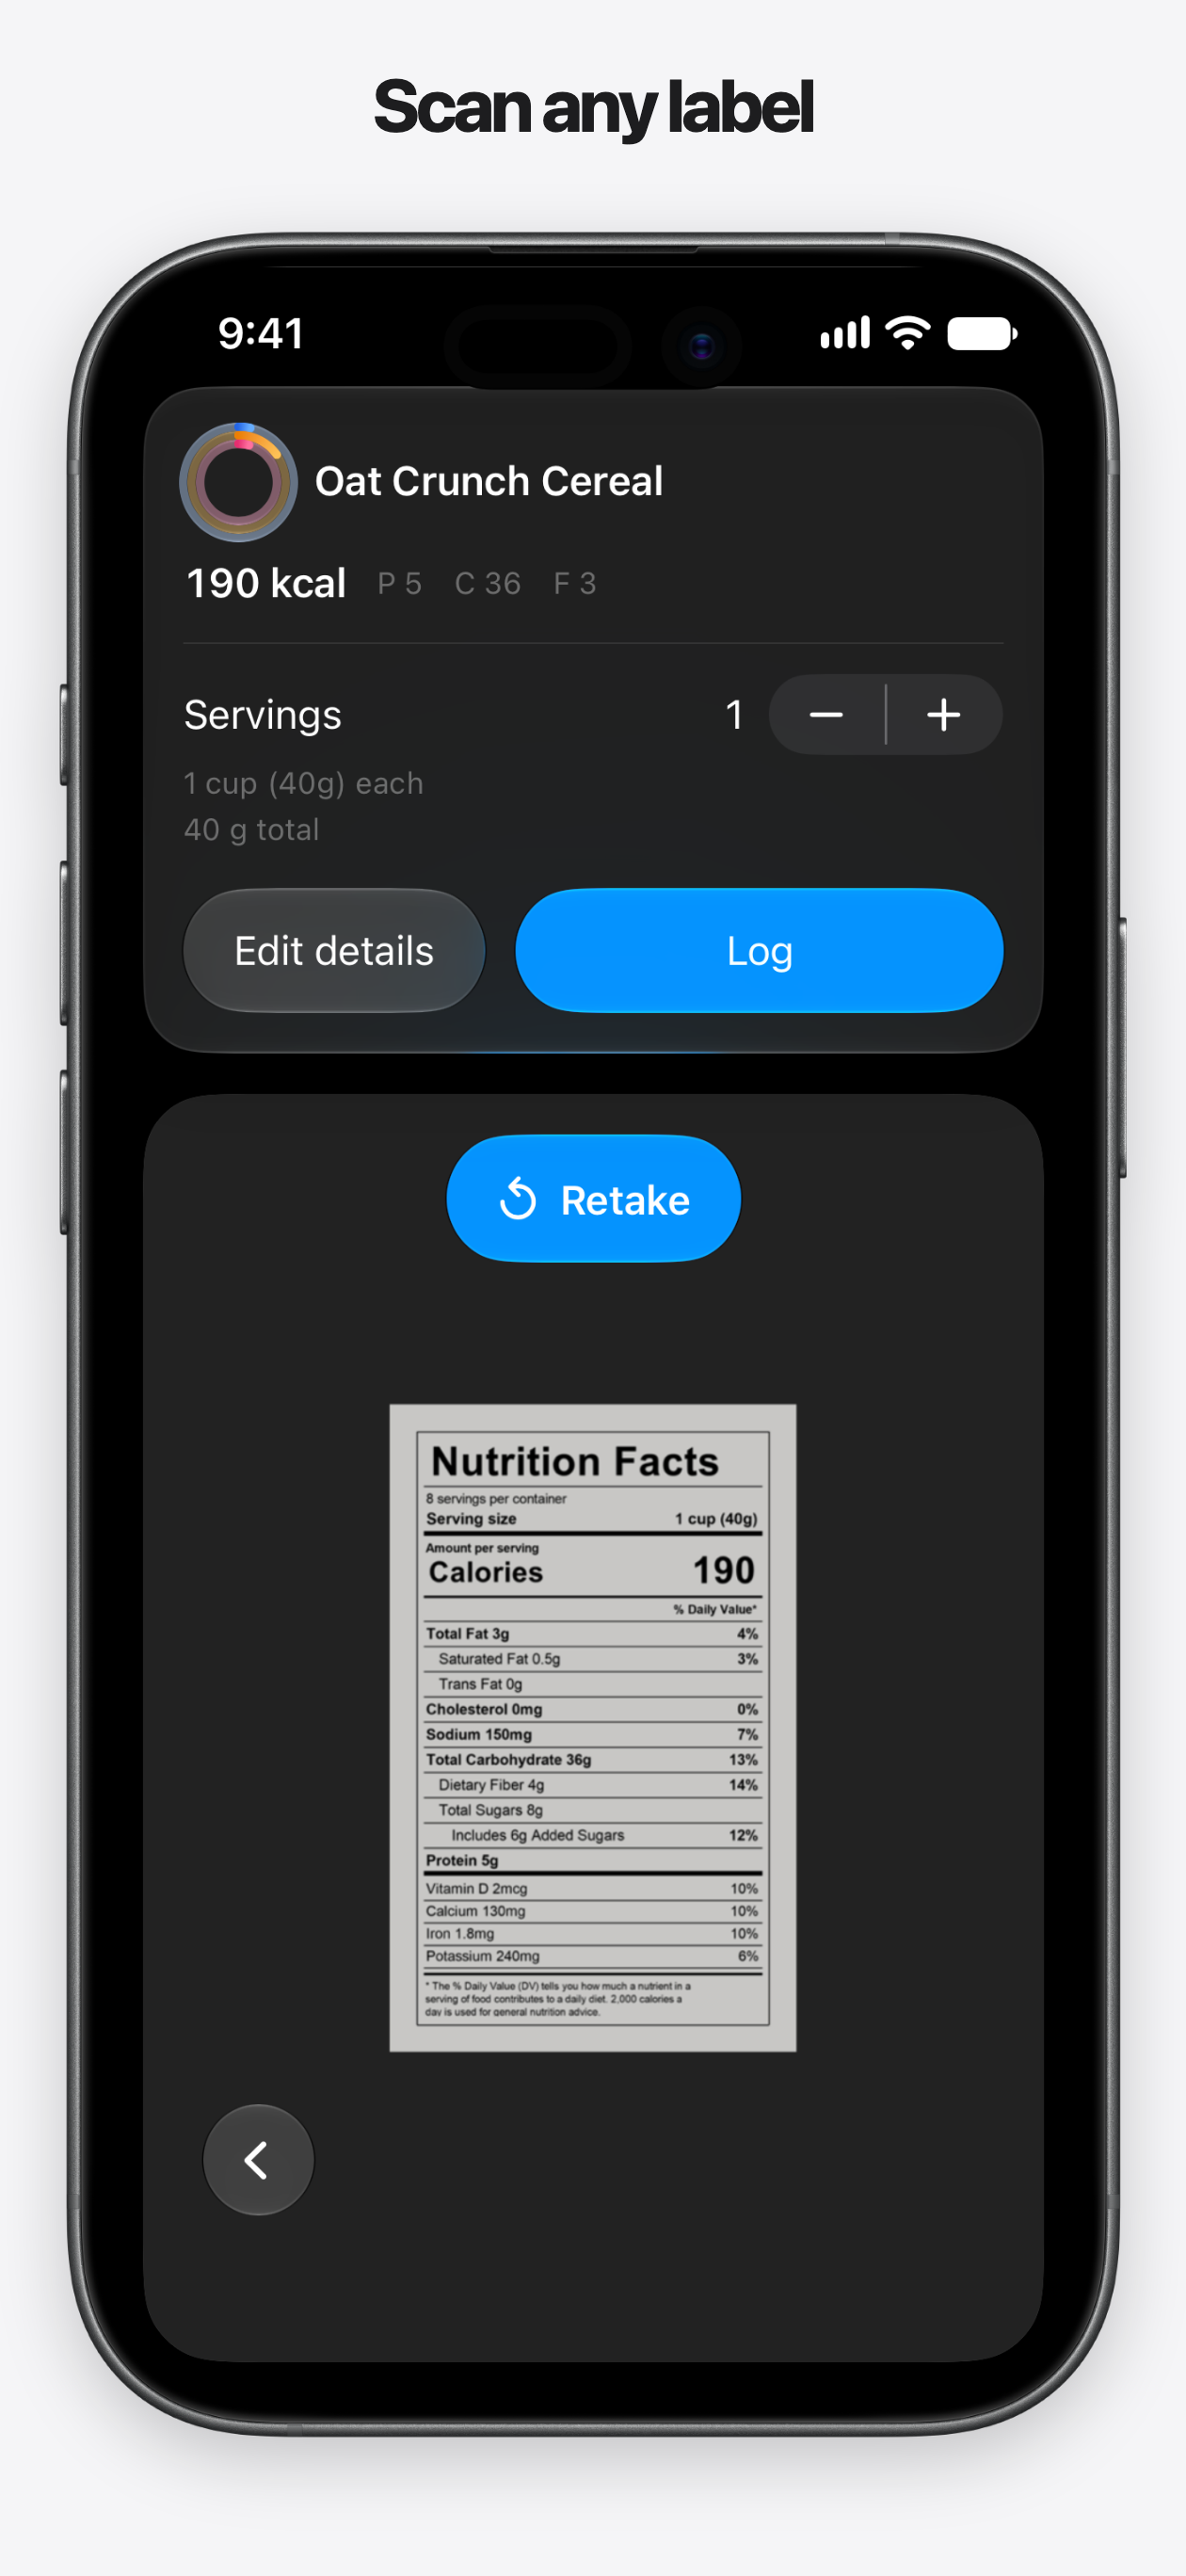 Scan any label
9:41
Oat Crunch Cereal
190 kcal P 5 C 36 F 3
Servings 1
1 cup (40g) each
40 g total
Edit details Log
Retake
Nutrition Facts
8 servings per container
Serving size 1 cup (40g)
Amount per serving
Calories 190
% Daily Value*
Total Fat 3g 4%
Saturated Fat 0.5g 3%
Trans Fat 0g
Cholesterol 0mg 0%
Sodium 150mg 7%
Total Carbohydrate 36g 13%
Dietary Fiber 4g 14%
Total Sugars 8g
Includes 6g Added Sugars 12%
Protein 5g
Vitamin D 2mcg 10%
Calcium 130mg 10%
Iron 1.8mg 10%
Potassium 240mg 6%
* The % Daily Value (DV) tells you how much a nutrient in a
serving of food contributes to a daily diet. 2,000 calories a
day is used for general nutrition advice.